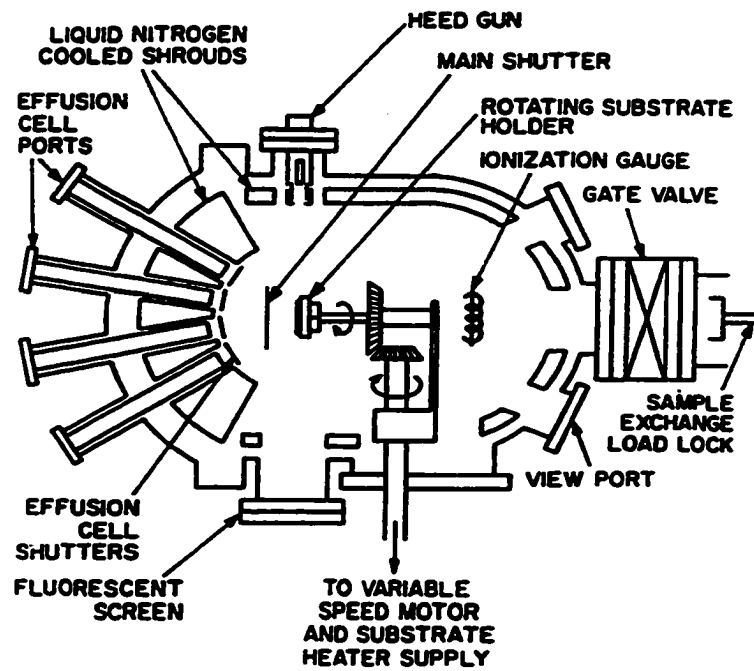 HEED GUN
LIQUID NITROGEN
COOLED SHROUDS
MAIN SHUTTER
EFFUSION
CELL
PORTS
ROTATING SUBSTRATE
HOLDER
IONIZATION GAUGE
GATE VALVE
SAMPLE
EXCHANGE
LOAD LOCK
VIEW PORT
EFFUSION
CELL
SHUTTERS
FLUORESCENT
SCREEN
TO VARIABLE
SPEED MOTOR
AND SUBSTRATE
HEATER SUPPLY